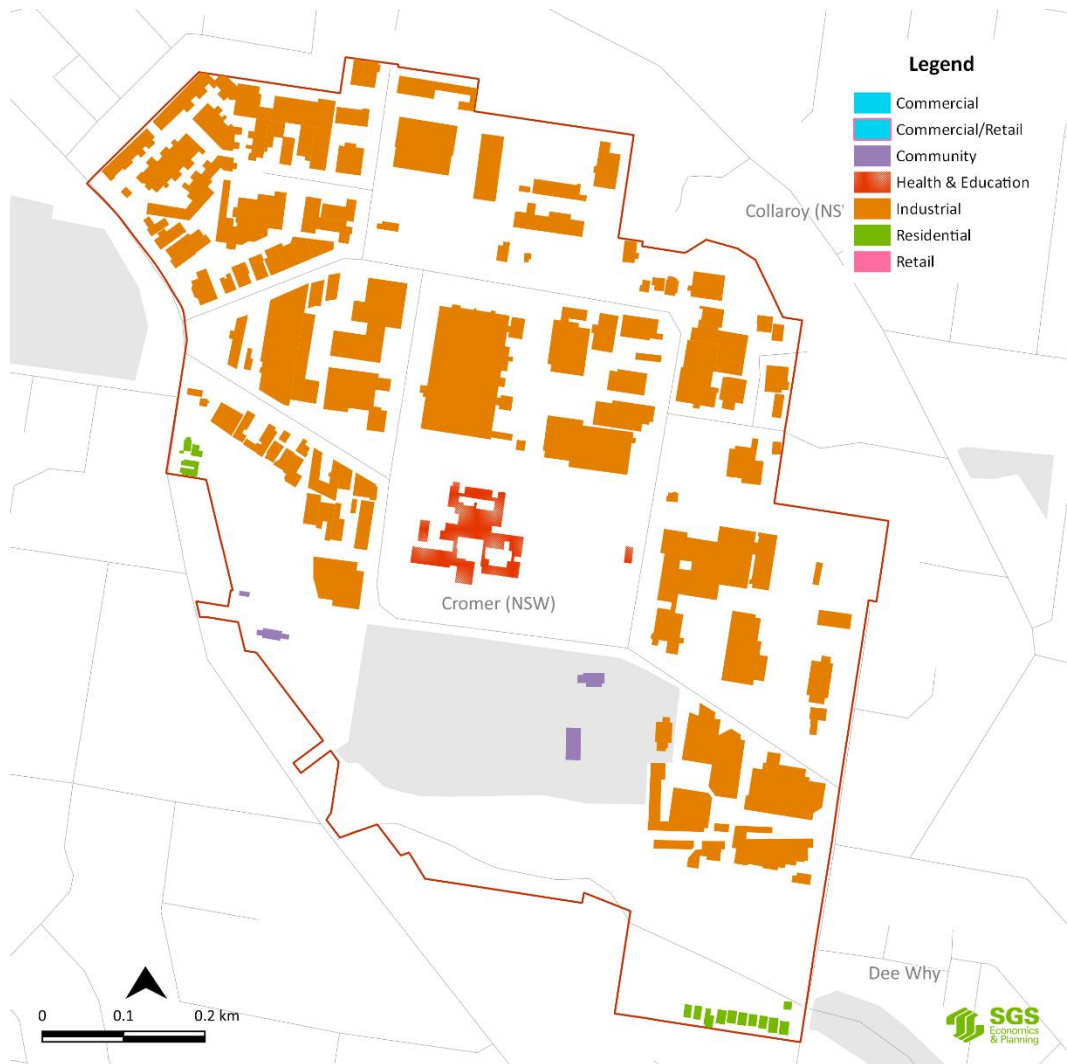 Legend
Commercial
Commercial/Retail
Community
Health & Education
Industrial
Residential
Retail
Collaroy (NS
Cromer (NSW)
Dee Why
0 0.1 0.2 km
SGS
Economics
& Planning